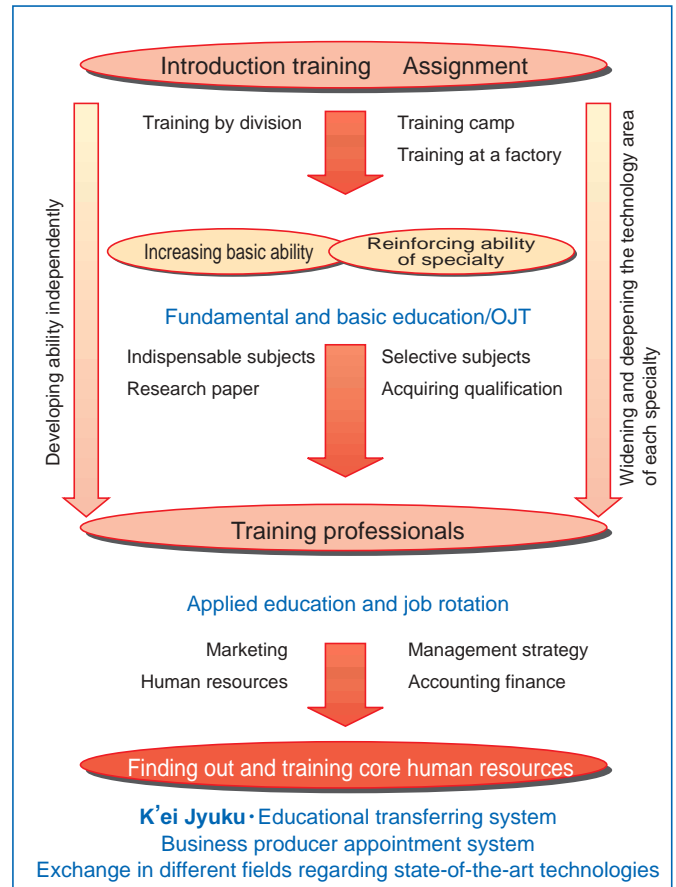 Introduction training Assignment
Training by division
Training camp
Training at a factory
Developing ability independently
Widening and deepening the technology area
of each specialty
Increasing basic ability
Reinforcing ability
of specialty
Fundamental and basic education/OJT
Indispensable subjects
Selective subjects
Research paper
Acquiring qualification
Training professionals
Applied education and job rotation
Marketing
Management strategy
Human resources
Accounting finance
Finding out and training core human resources
K'ei Jyuku・Educational transferring system
Business producer appointment system
Exchange in different fields regarding state-of-the-art technologies